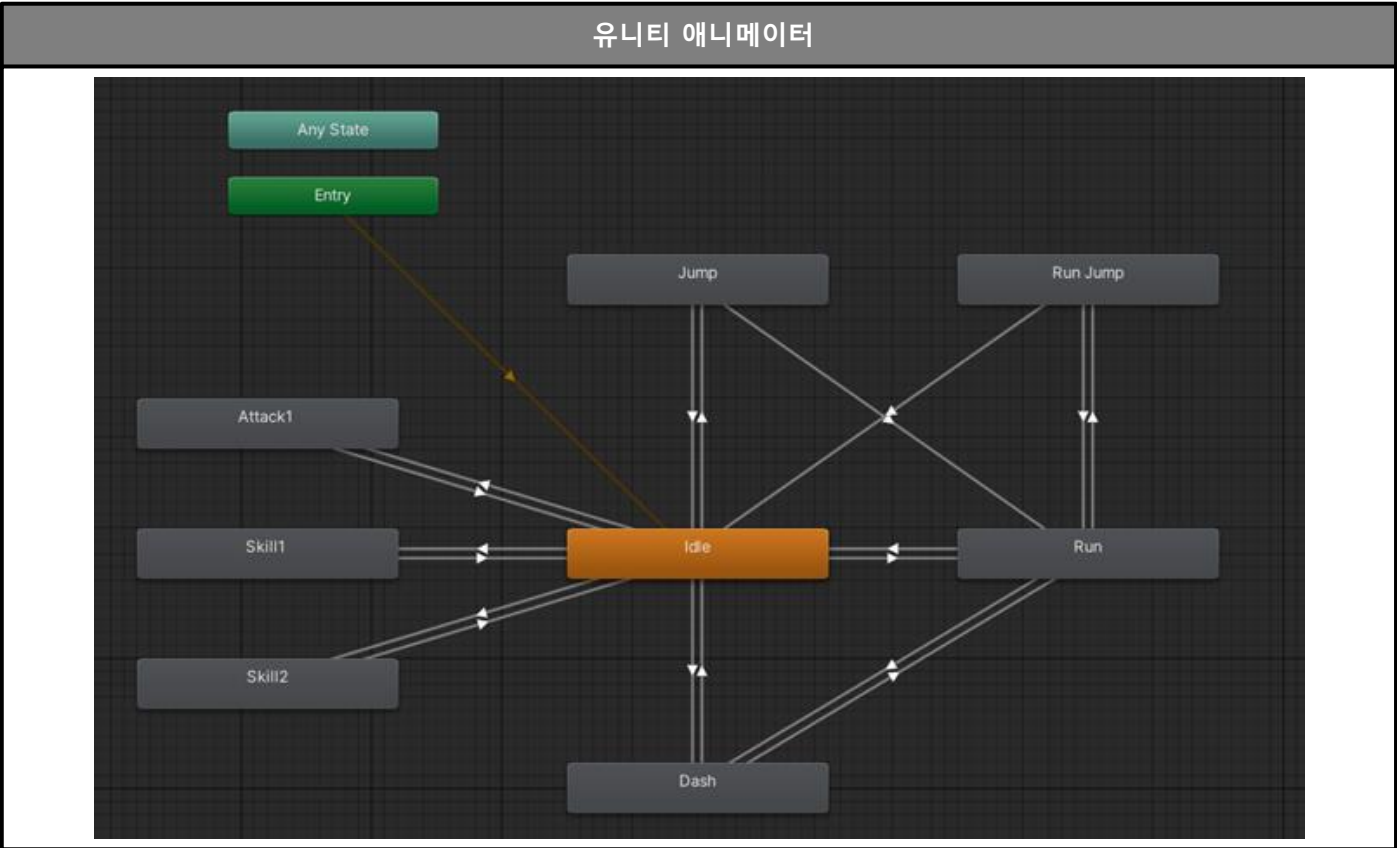 유니티 애니메이터
Any State
Entry
Jump
Run Jump
Attack1
Skill1
Idle
Run
Skill2
Dash